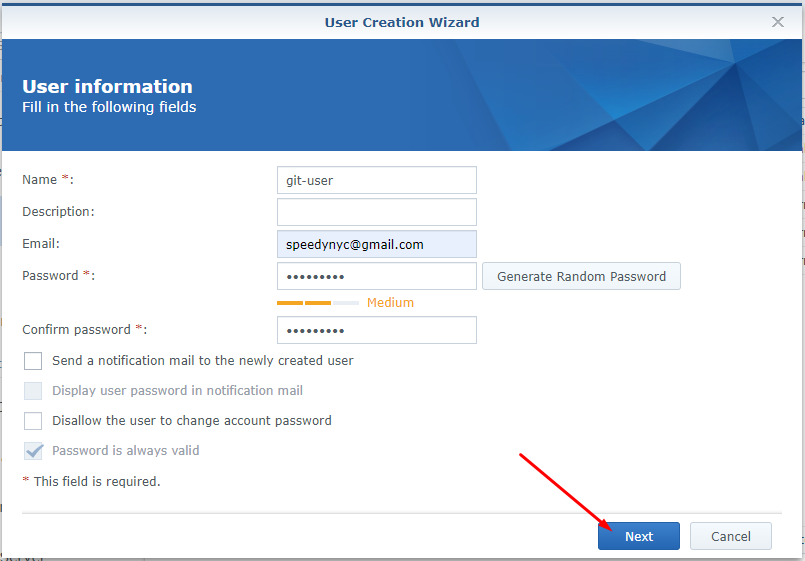 User Creation Wizard
User information
Fill in the following fields
Name *: git-user
Description:
Email: speedynyc@gmail.com
Password *: ••••••••• Generate Random Password
Medium
Confirm password *: •••••••••
Send a notification mail to the newly created user
Display user password in notification mail
Disallow the user to change account password
Password is always valid
* This field is required.
Next Cancel